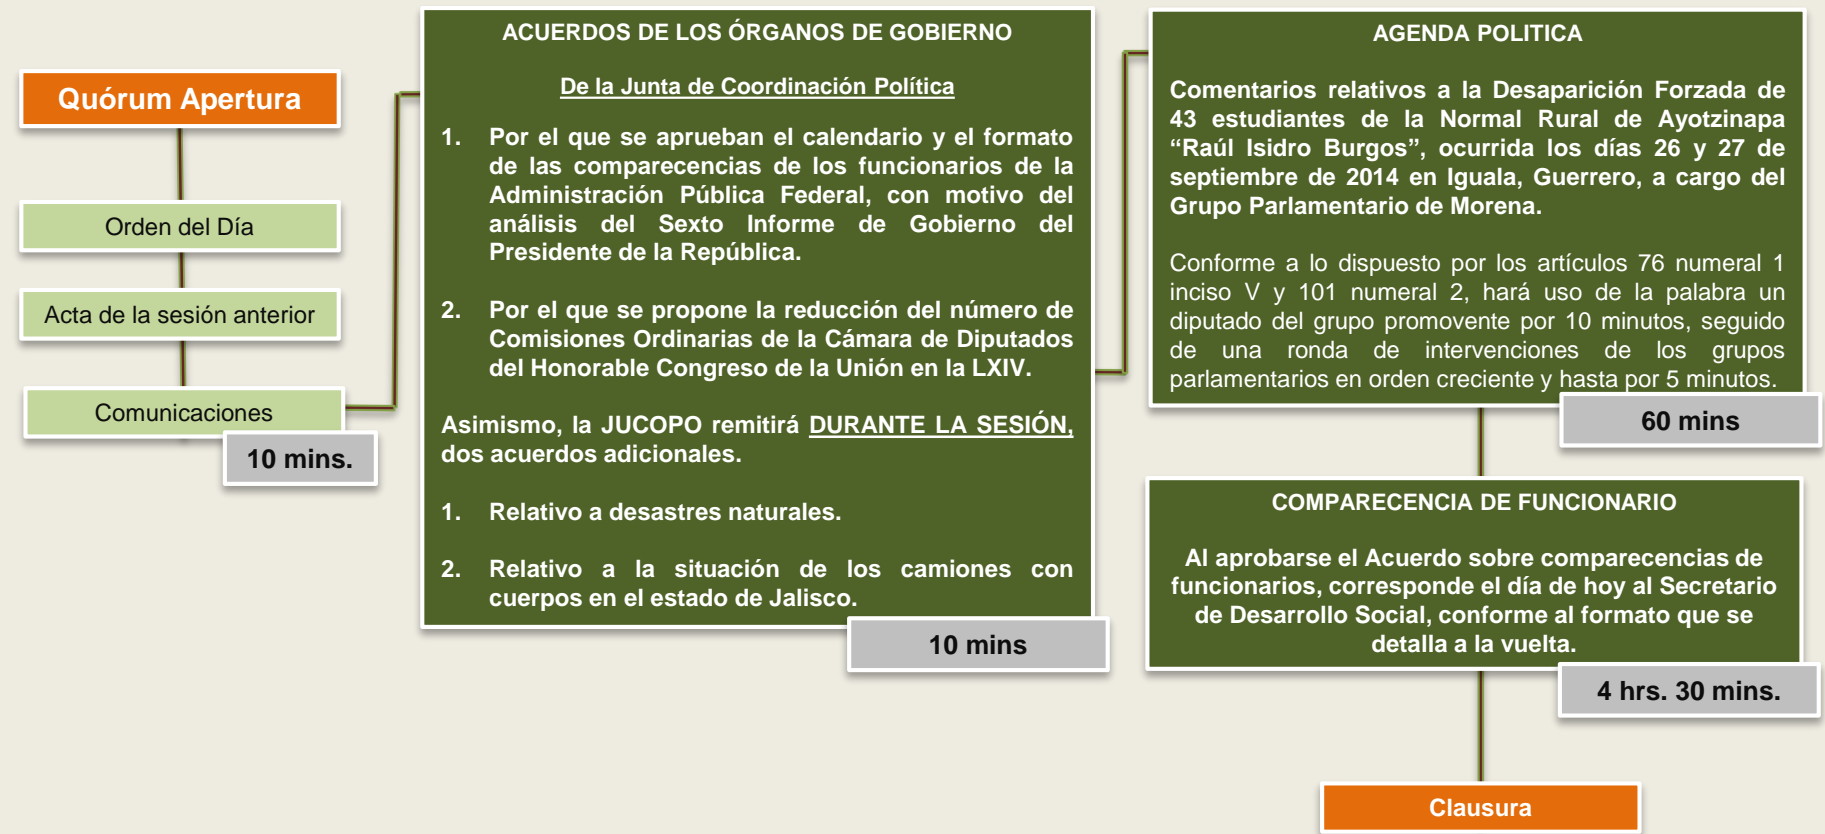 Quórum Apertura
Orden del Día
Acta de la sesión anterior
Comunicaciones
10 mins.
ACUERDOS DE LOS ÓRGANOS DE GOBIERNO
De la Junta de Coordinación Política
1. Por el que se aprueban el calendario y el formato
de las comparecencias de los funcionarios de la
Administración Pública Federal, con motivo del
análisis del Sexto Informe de Gobierno del
Presidente de la República.
2. Por el que se propone la reducción del número de
Comisiones Ordinarias de la Cámara de Diputados
del Honorable Congreso de la Unión en la LXIV.
Asimismo, la JUCOPO remitirá DURANTE LA SESIÓN,
dos acuerdos adicionales.
1. Relativo a desastres naturales.
2. Relativo a la situación de los camiones con
cuerpos en el estado de Jalisco.
10 mins
AGENDA POLITICA
Comentarios relativos a la Desaparición Forzada de
43 estudiantes de la Normal Rural de Ayotzinapa
“Raúl Isidro Burgos”, ocurrida los días 26 y 27 de
septiembre de 2014 en Iguala, Guerrero, a cargo del
Grupo Parlamentario de Morena.
Conforme a lo dispuesto por los artículos 76 numeral 1
inciso V y 101 numeral 2, hará uso de la palabra un
diputado del grupo promovente por 10 minutos, seguido
de una ronda de intervenciones de los grupos
parlamentarios en orden creciente y hasta por 5 minutos.
60 mins
COMPARECENCIA DE FUNCIONARIO
Al aprobarse el Acuerdo sobre comparecencias de
funcionarios, corresponde el día de hoy al Secretario
de Desarrollo Social, conforme al formato que se
detalla a la vuelta.
4 hrs. 30 mins.
Clausura